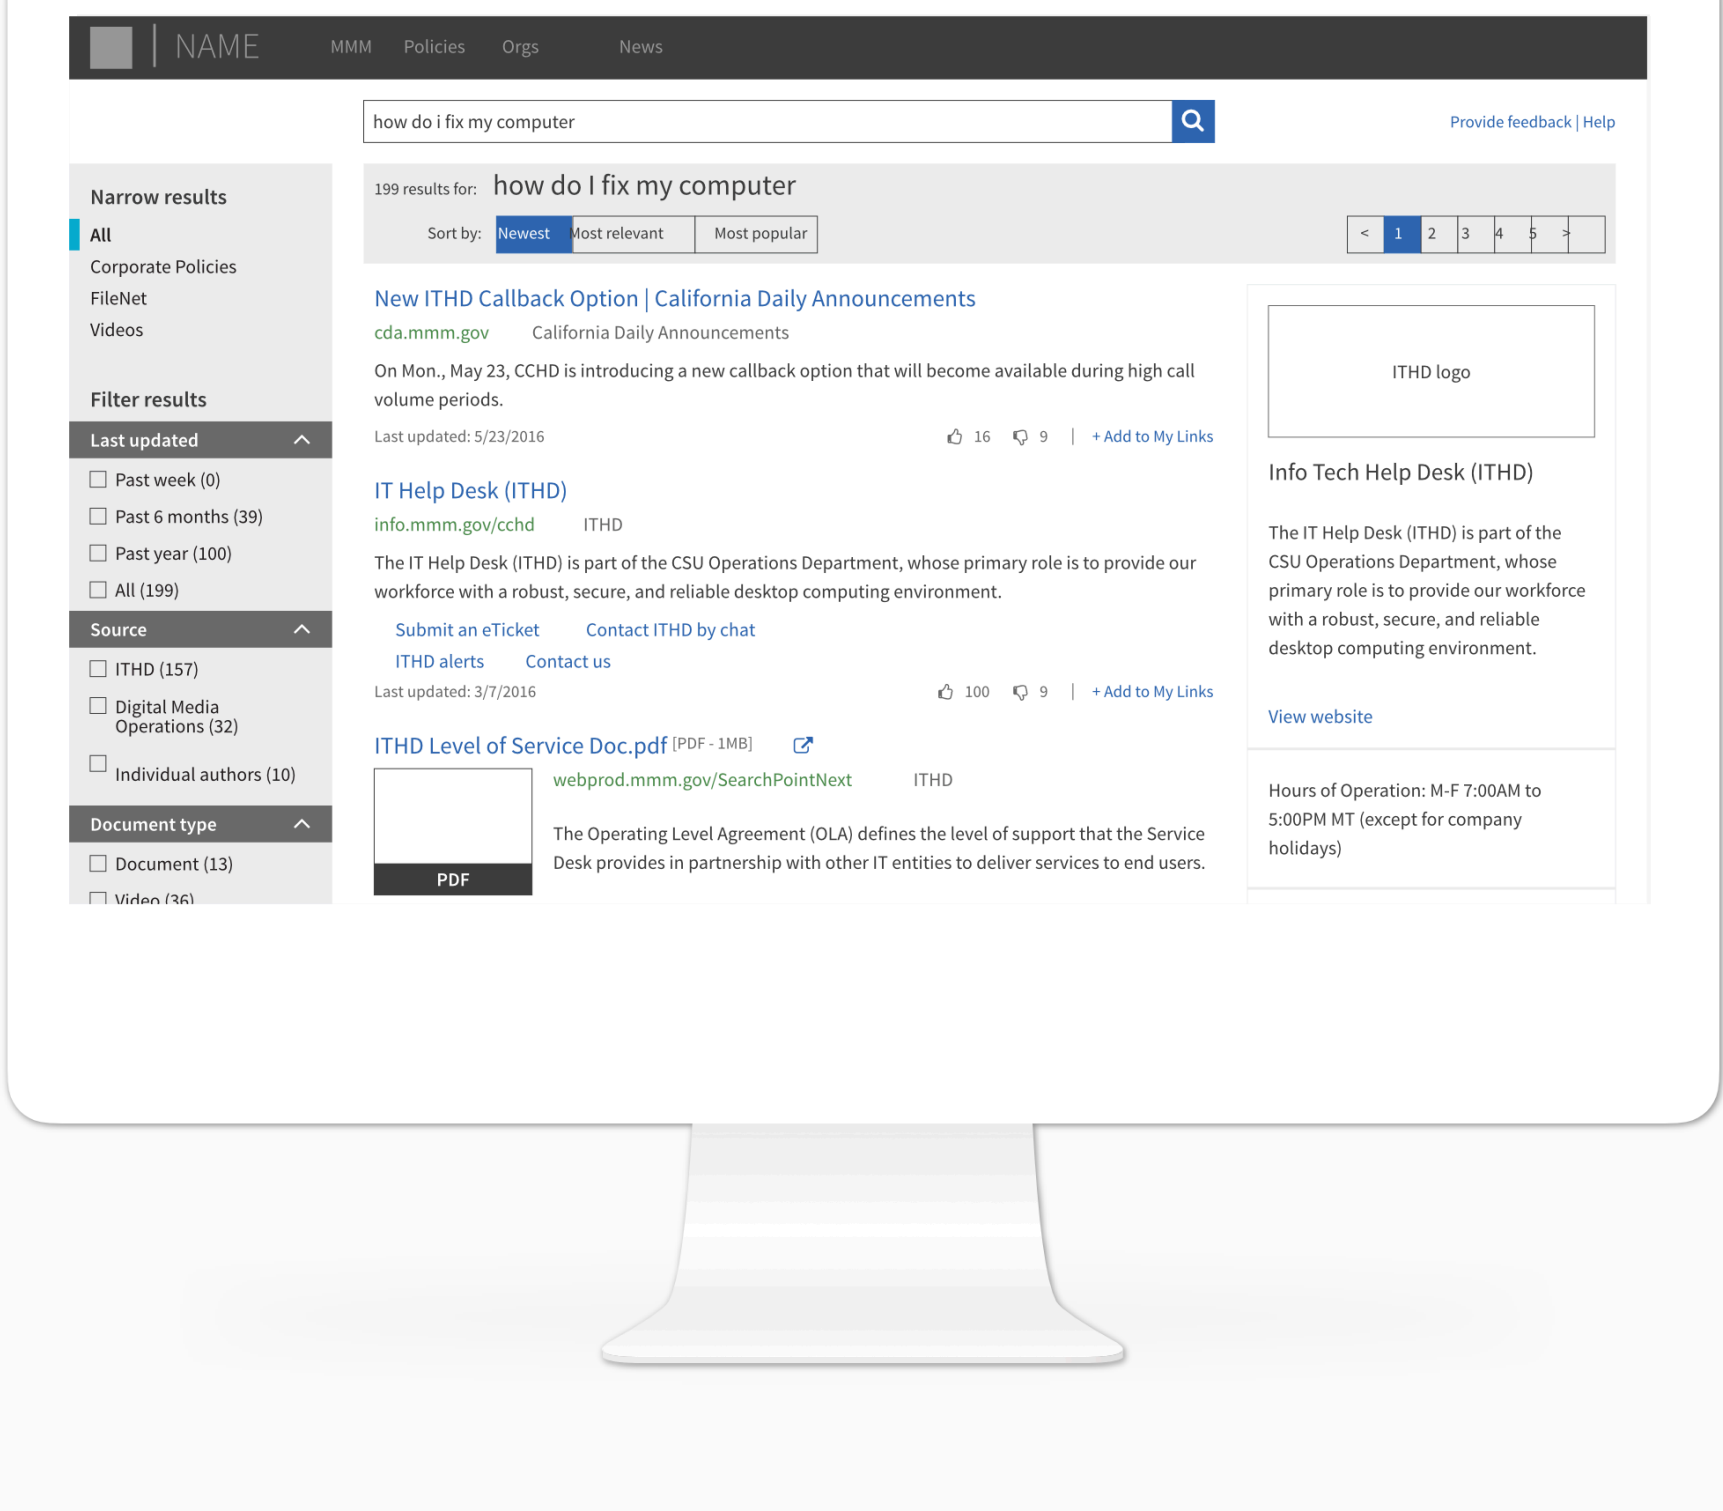 NAME MMM Policies Orgs News
how do i fix my computer
Provide feedback | Help
Narrow results
All
Corporate Policies
FileNet
Videos
Filter results
Last updated
Past week (0)
Past 6 months (39)
Past year (100)
All (199)
Source
ITHD (157)
Digital Media
Operations (32)
Individual authors (10)
Document type
Document (13)
Video (36)
199 results for: how do I fix my computer
Sort by: Newest Most relevant Most popular
< 1 2 3 4 5 >
New ITHD Callback Option | California Daily Announcements
cda.mmm.gov California Daily Announcements
On Mon., May 23, CCHD is introducing a new callback option that will become available during high call
volume periods.
Last updated: 5/23/2016 16 9 | + Add to My Links
IT Help Desk (ITHD)
info.mmm.gov/cchd ITHD
The IT Help Desk (ITHD) is part of the CSU Operations Department, whose primary role is to provide our
workforce with a robust, secure, and reliable desktop computing environment.
Submit an eTicket Contact ITHD by chat
ITHD alerts Contact us
Last updated: 3/7/2016 100 9 | + Add to My Links
ITHD Level of Service Doc.pdf [PDF - 1MB]
webprod.mmm.gov/SearchPointNext ITHD
The Operating Level Agreement (OLA) defines the level of support that the Service
Desk provides in partnership with other IT entities to deliver services to end users.
PDF
ITHD logo
Info Tech Help Desk (ITHD)
The IT Help Desk (ITHD) is part of the
CSU Operations Department, whose
primary role is to provide our workforce
with a robust, secure, and reliable
desktop computing environment.
View website
Hours of Operation: M-F 7:00AM to
5:00PM MT (except for company
holidays)